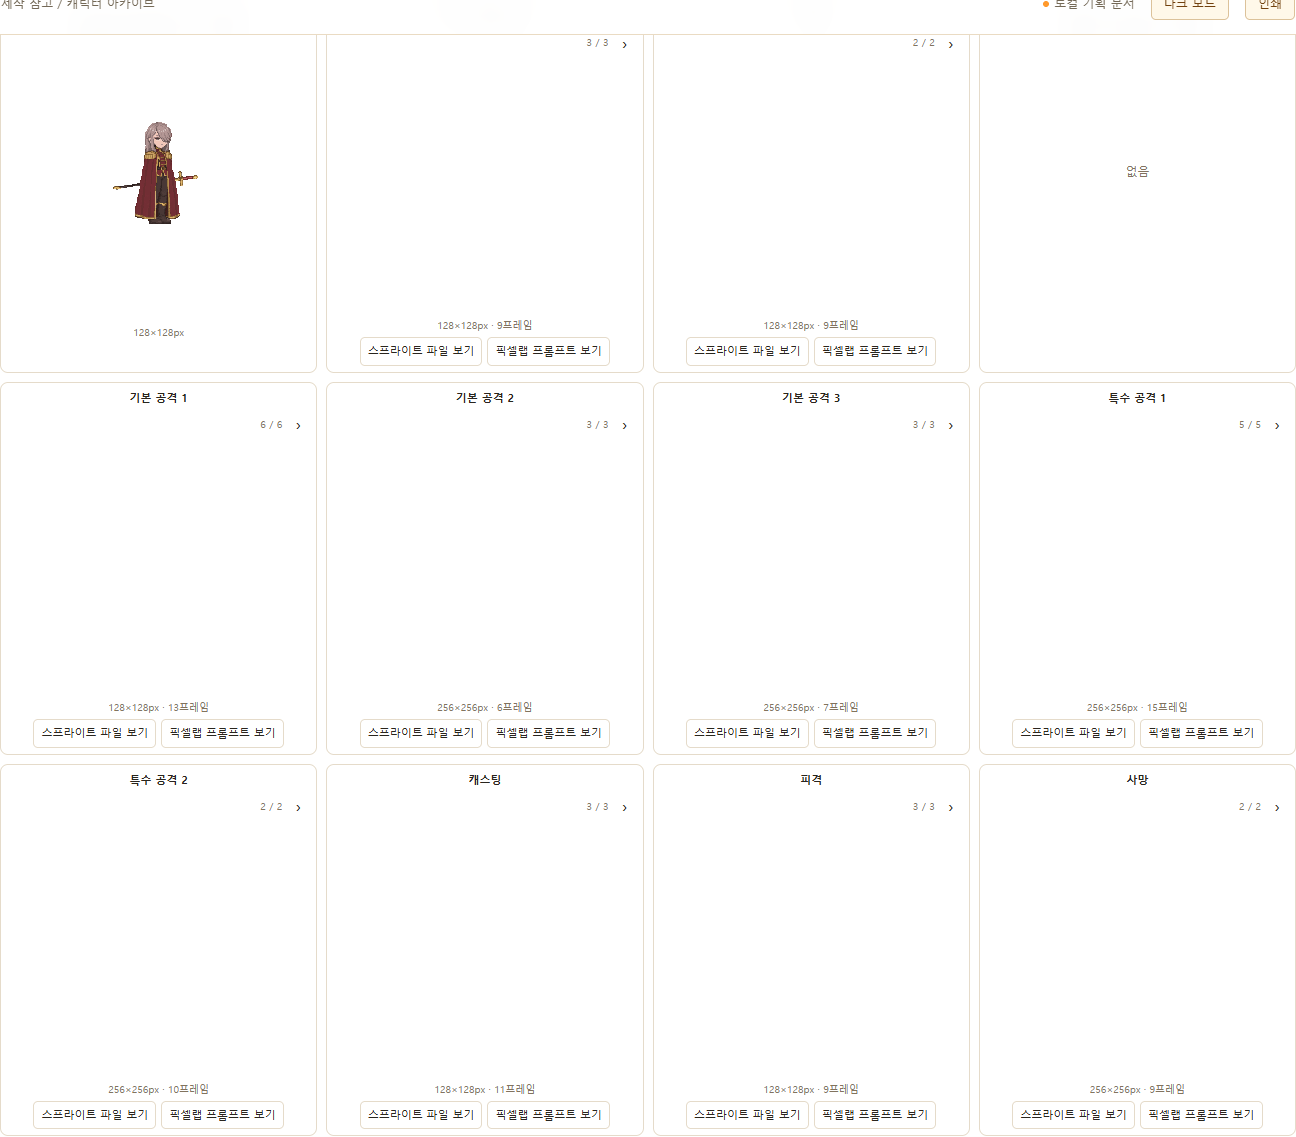 제작 참고 / 캐릭터 아카이브
로컬 기획 문서
다크 모드
인쇄
3 / 3 ›
2 / 2 ›
없음
128×128px
128×128px · 9프레임
스프라이트 파일 보기
픽셀랩 프롬프트 보기
128×128px · 9프레임
스프라이트 파일 보기
픽셀랩 프롬프트 보기
기본 공격 1
6 / 6 ›
128×128px · 13프레임
스프라이트 파일 보기
픽셀랩 프롬프트 보기
기본 공격 2
3 / 3 ›
256×256px · 6프레임
스프라이트 파일 보기
픽셀랩 프롬프트 보기
기본 공격 3
3 / 3 ›
256×256px · 7프레임
스프라이트 파일 보기
픽셀랩 프롬프트 보기
특수 공격 1
5 / 5 ›
256×256px · 15프레임
스프라이트 파일 보기
픽셀랩 프롬프트 보기
특수 공격 2
2 / 2 ›
256×256px · 10프레임
스프라이트 파일 보기
픽셀랩 프롬프트 보기
캐스팅
3 / 3 ›
128×128px · 11프레임
스프라이트 파일 보기
픽셀랩 프롬프트 보기
피격
3 / 3 ›
128×128px · 9프레임
스프라이트 파일 보기
픽셀랩 프롬프트 보기
사망
2 / 2 ›
256×256px · 9프레임
스프라이트 파일 보기
픽셀랩 프롬프트 보기